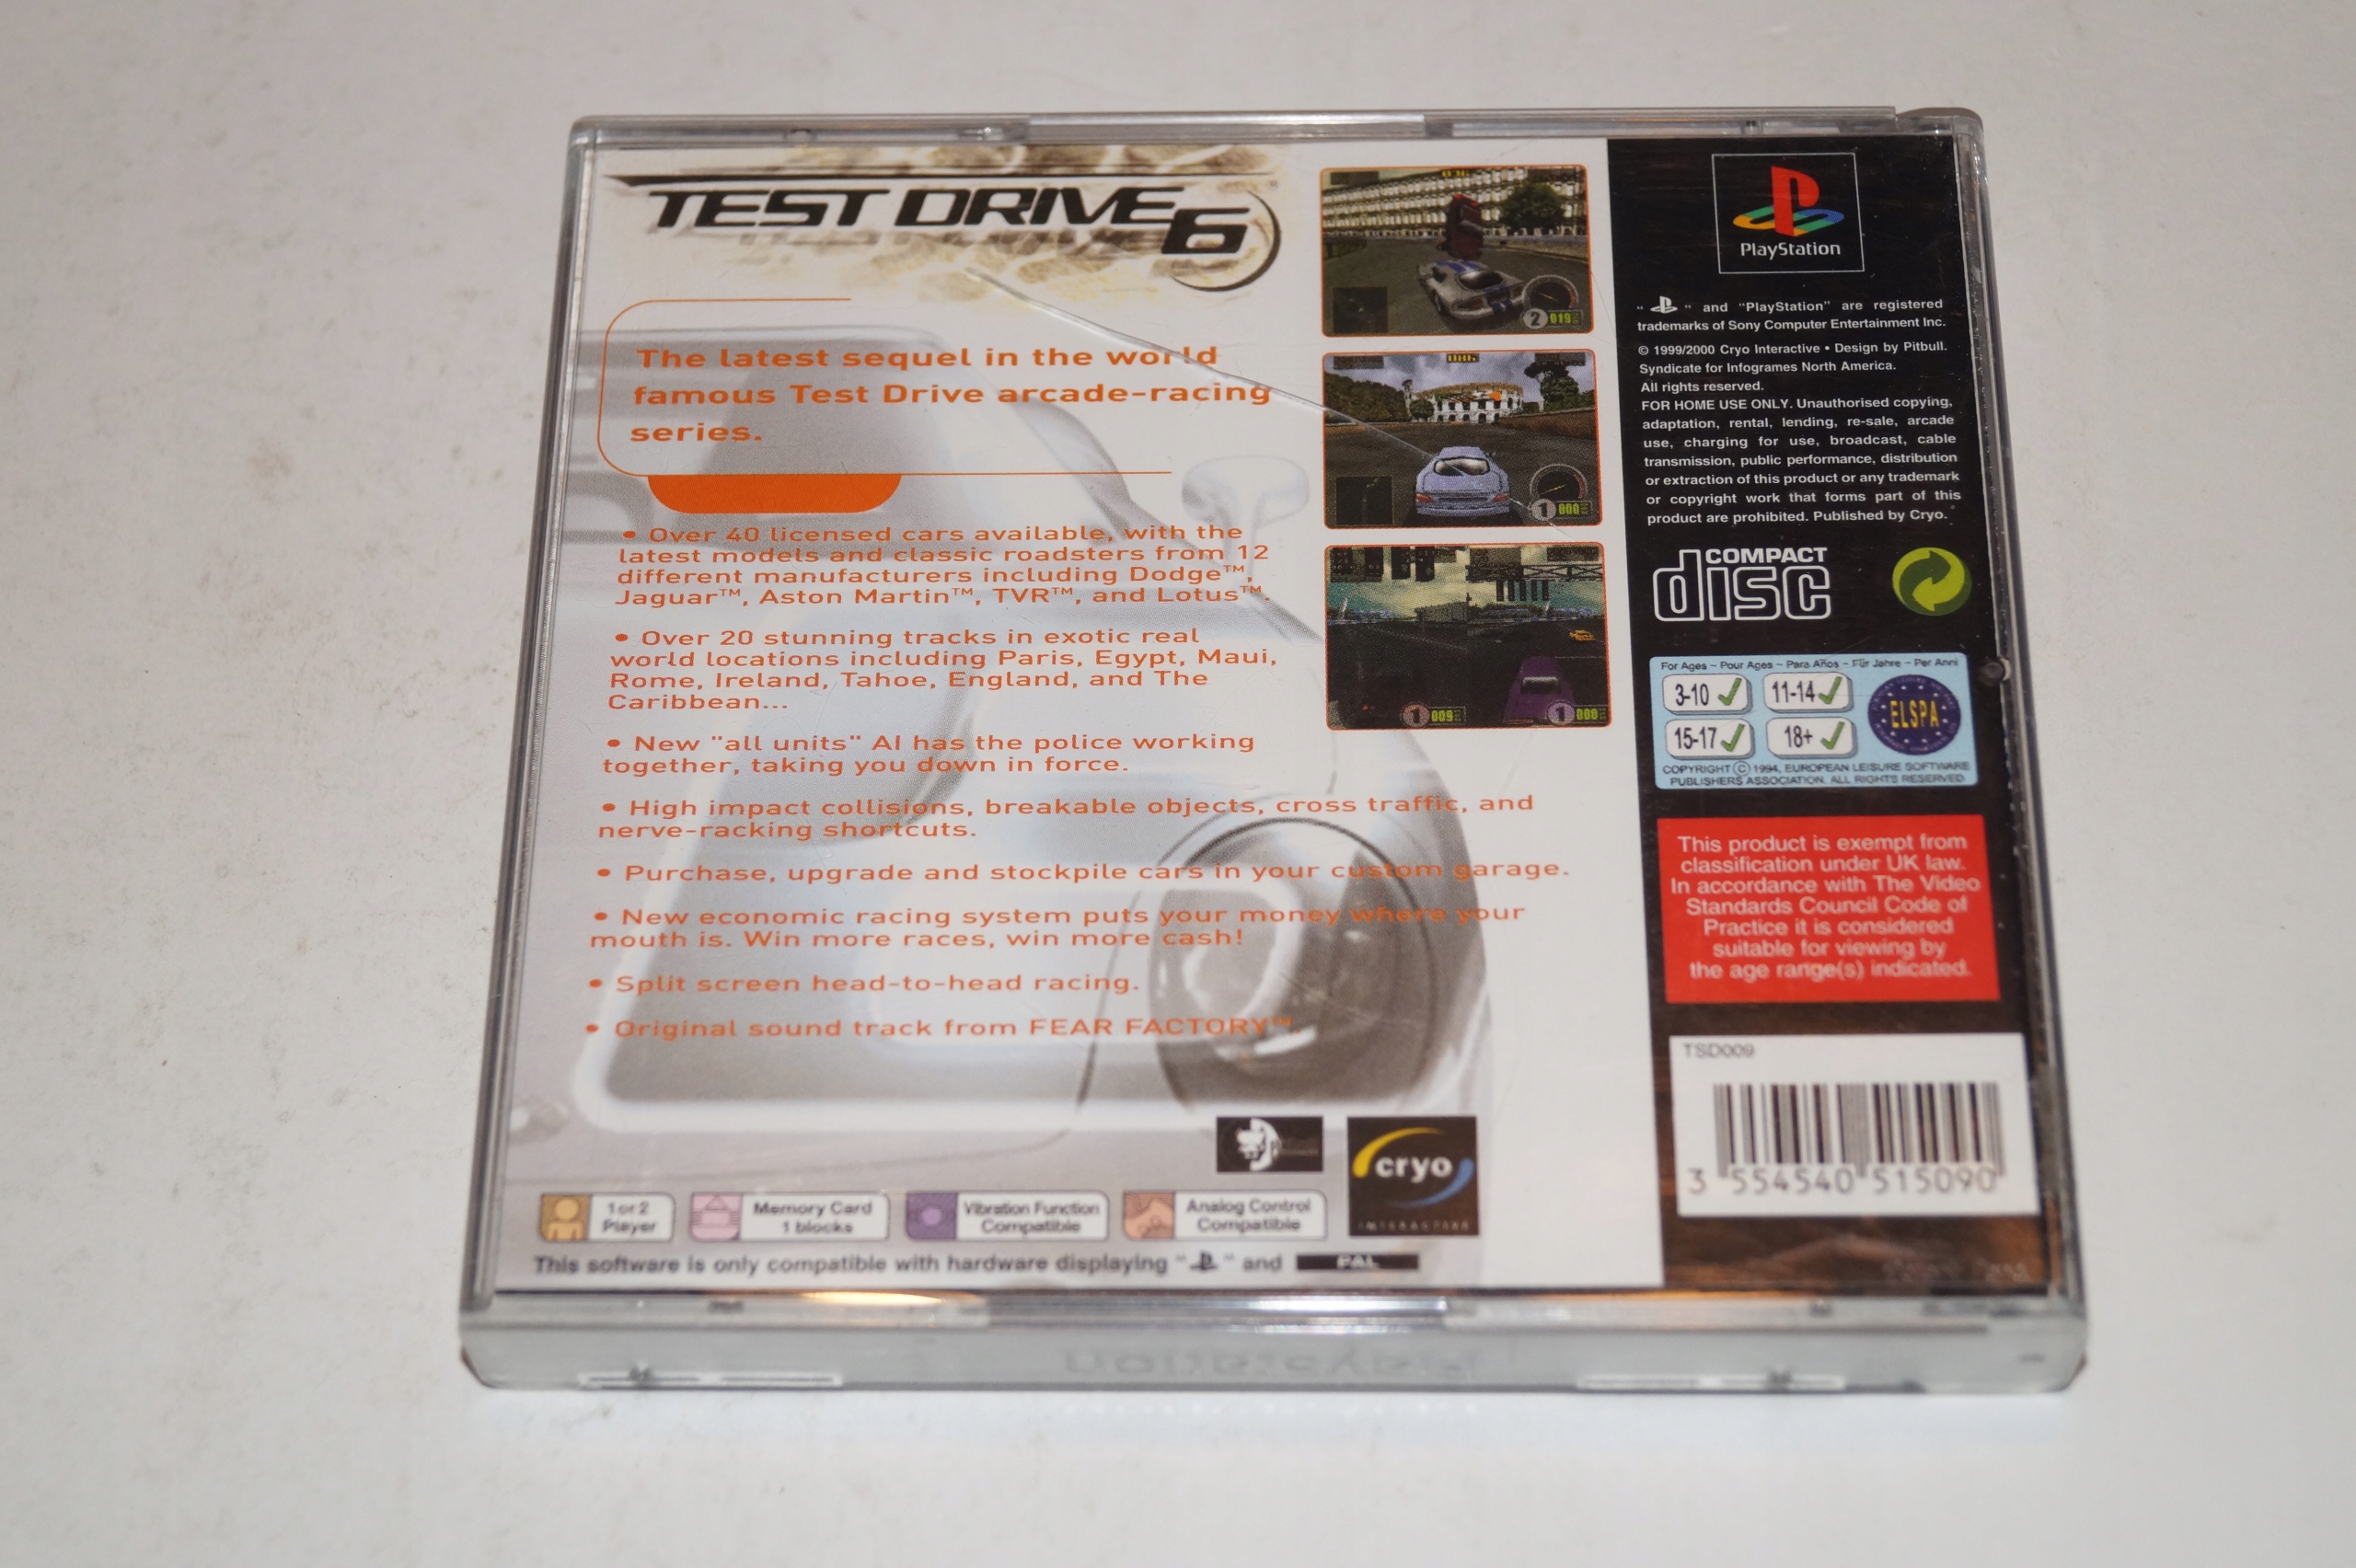 TEST DRIVE 6
The latest sequel in the world
famous Test Drive arcade-racing
series.
• Over 40 licensed cars available, with the
latest models and classic roadsters from 12
different manufacturers including Dodge™,
Jaguar™, Aston Martin™, TVR™, and Lotus™.
• Over 20 stunning tracks in exotic real
world locations including Paris, Egypt, Maui,
Rome, Ireland, Tahoe, England, and The
Caribbean...
• New "all units" AI has the police working
together, taking you down in force.
• High impact collisions, breakable objects, cross traffic, and
nerve-racking shortcuts.
• Purchase, upgrade and stockpile cars in your custom garage.
• New economic racing system puts your money where your
mouth is. Win more races, win more cash!
• Split screen head-to-head racing.
• Original sound track from FEAR FACTORY™.
cryo
INTERACTIVE
1 or 2
Player
Memory Card
1 blocks
Vibration Function
Compatible
Analog Control
Compatible
This software is only compatible with hardware displaying " " and PAL
2 019
1 000
1 009
1 000
PlayStation
" " and "PlayStation" are registered
trademarks of Sony Computer Entertainment Inc.
© 1999/2000 Cryo Interactive • Design by Pitbull.
Syndicate for Infogrames North America.
All rights reserved.
FOR HOME USE ONLY. Unauthorised copying,
adaptation, rental, lending, re-sale, arcade
use, charging for use, broadcast, cable
transmission, public performance, distribution
or extraction of this product or any trademark
or copyright work that forms part of this
product are prohibited. Published by Cryo.
COMPACT
disc
For Ages – Pour Ages – Para Años – Für Jahre – Per Anni
3-10 11-14
15-17 18+
ELSPA
COPYRIGHT © 1994, EUROPEAN LEISURE SOFTWARE
PUBLISHERS ASSOCIATION. ALL RIGHTS RESERVED
This product is exempt from
classification under UK law.
In accordance with The Video
Standards Council Code of
Practice it is considered
suitable for viewing by
the age range(s) indicated.
TSD009
3 554540 515090
PlayStation